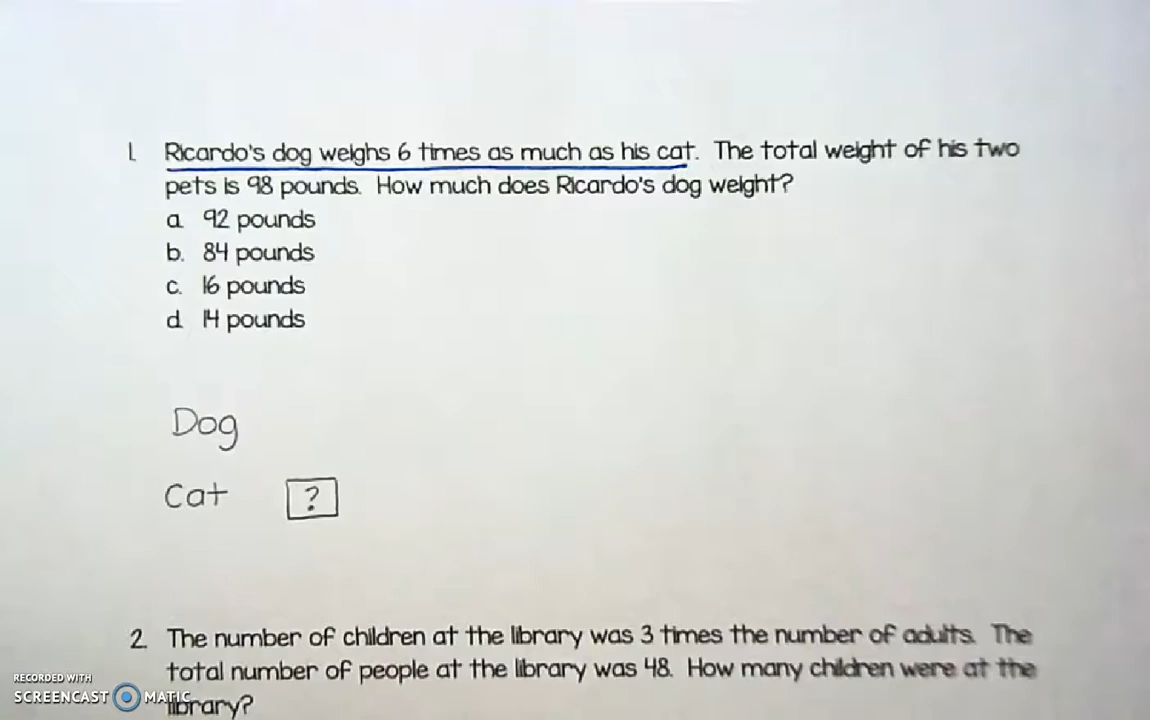 1. Ricardo's dog weighs 6 times as much as his cat. The total weight of his two
pets is 98 pounds. How much does Ricardo's dog weight?
a. 92 pounds
b. 84 pounds
c. 16 pounds
d. 14 pounds
Dog
Cat ?
2. The number of children at the library was 3 times the number of adults. The
total number of people at the library was 48. How many children were at the
library?
RECORDED WITH
SCREENCAST MATIC